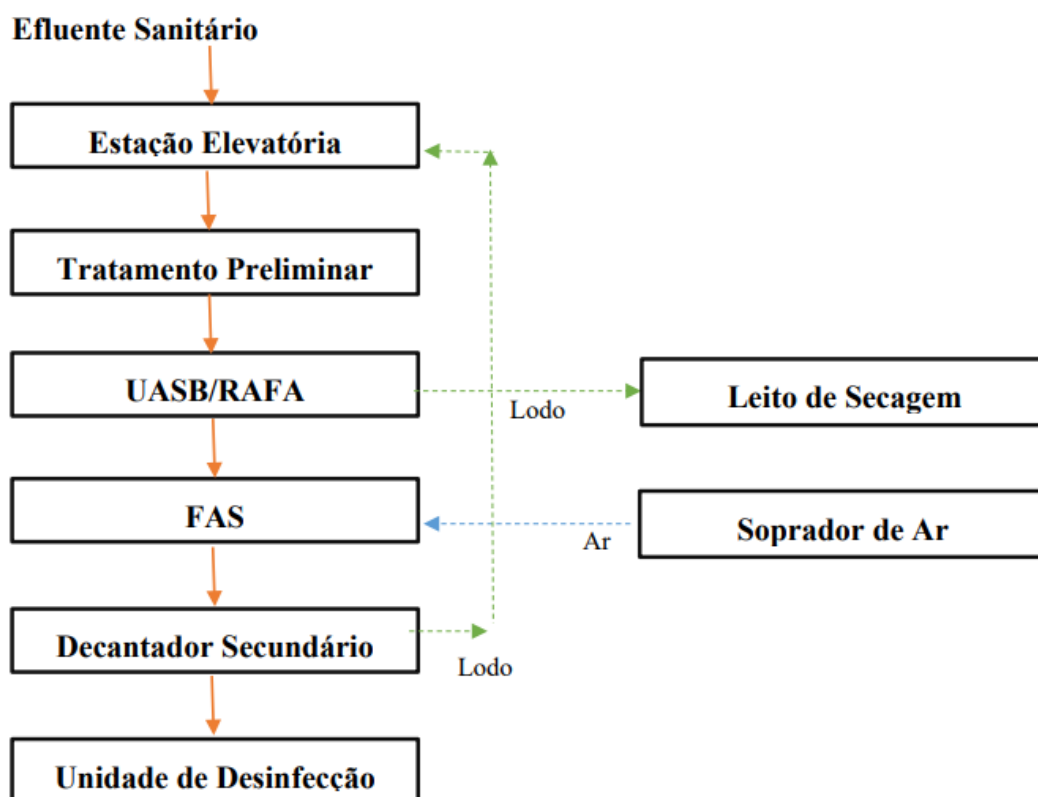 Efluente Sanitário
Estação Elevatória
Tratamento Preliminar
UASB/RAFA
Lodo
Leito de Secagem
FAS
Ar
Soprador de Ar
Decantador Secundário
Lodo
Unidade de Desinfecção